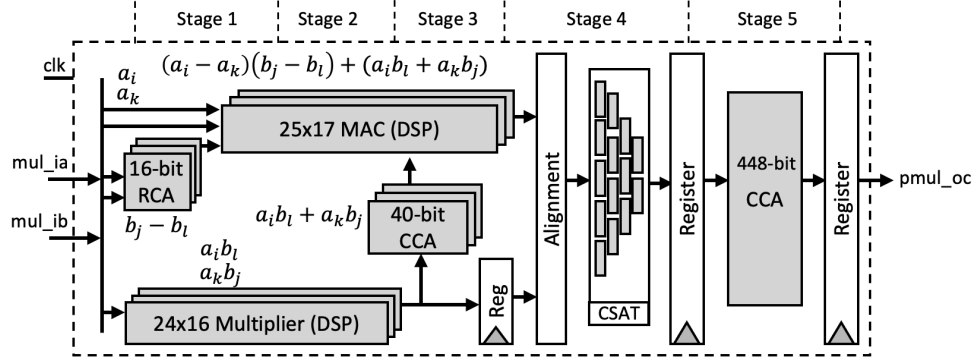 Stage 1
Stage 2
Stage 3
Stage 4
Stage 5
clk
(a_i − a_k)(b_j − b_l) + (a_i b_l + a_k b_j)
a_i
a_k
25x17 MAC (DSP)
mul_ia
16-bit
RCA
b_j − b_l
mul_ib
a_i b_l + a_k b_j
40-bit
CCA
a_i b_l
a_k b_j
24x16 Multiplier (DSP)
Reg
Alignment
CSAT
Register
448-bit
CCA
Register
pmul_oc